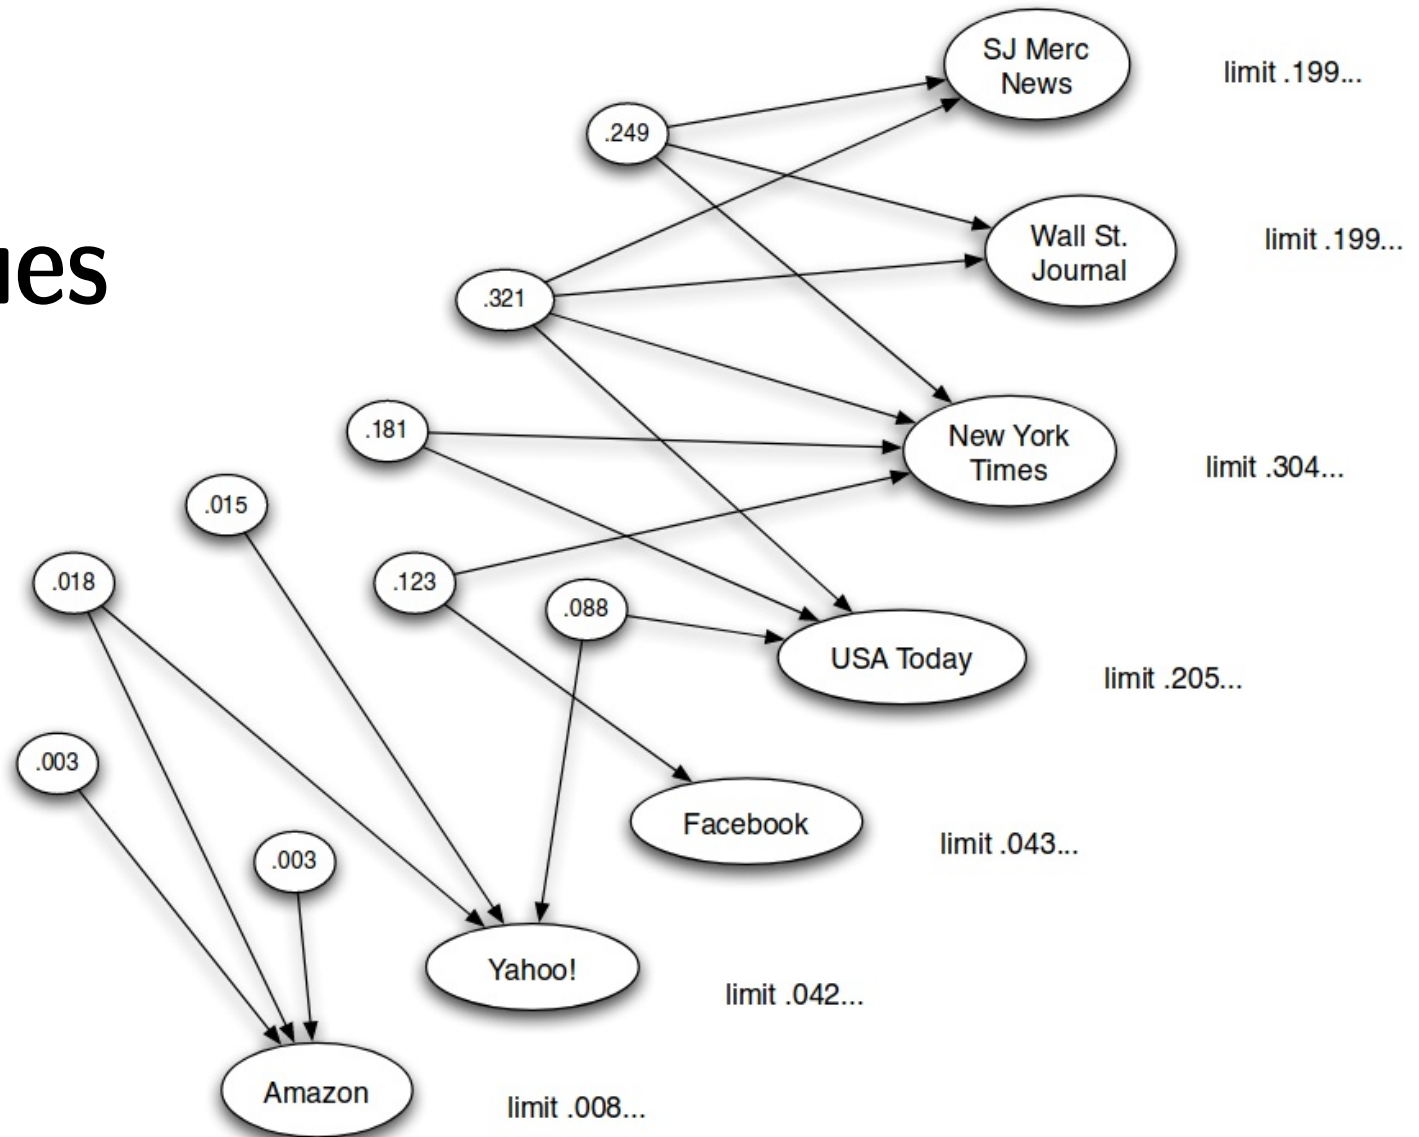 SJ Merc
News
limit .199...
.249
Wall St.
Journal
limit .199...
.321
.181
New York
Times
limit .304...
.015
.018
.123
.088
USA Today
limit .205...
.003
Facebook
limit .043...
.003
Yahoo!
limit .042...
Amazon
limit .008...